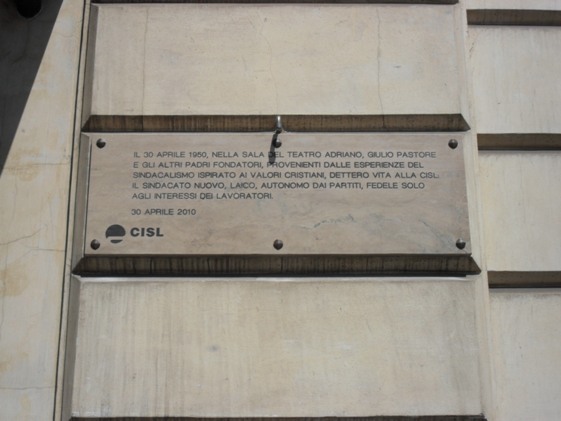 IL 30 APRILE 1950, NELLA SALA DEL TEATRO ADRIANO, GIULIO PASTORE
E GLI ALTRI PADRI FONDATORI, PROVENIENTI DALLE ESPERIENZE DEL
SINDACALISMO ISPIRATO AI VALORI CRISTIANI, DETTERO VITA ALLA CISL.
IL SINDACATO NUOVO, LAICO, AUTONOMO DAI PARTITI, FEDELE SOLO
AGLI INTERESSI DEI LAVORATORI.
30 APRILE 2010
CISL